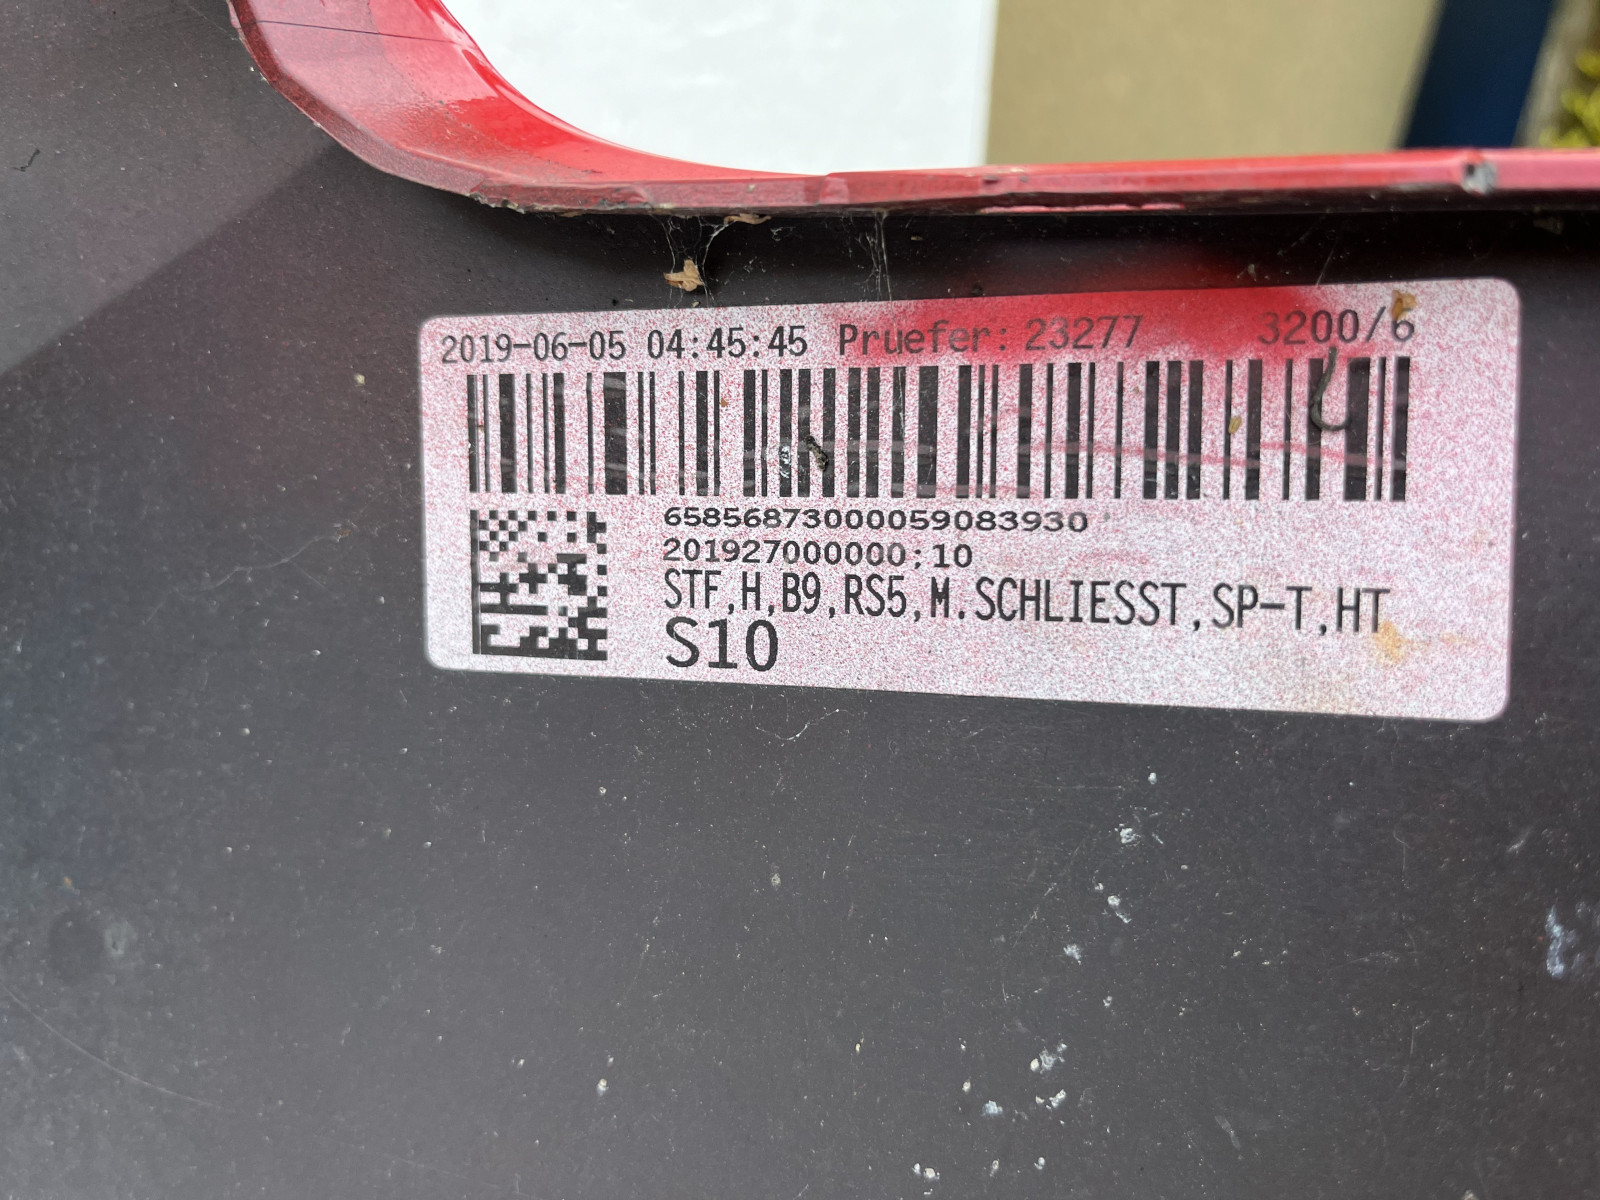 2019-06-05 04:45:45 Pruefer: 23277 3200/6
65856873000059083930
201927000000;10
STF,H,B9,RS5,M.SCHLIESST,SP-T,HT
S10